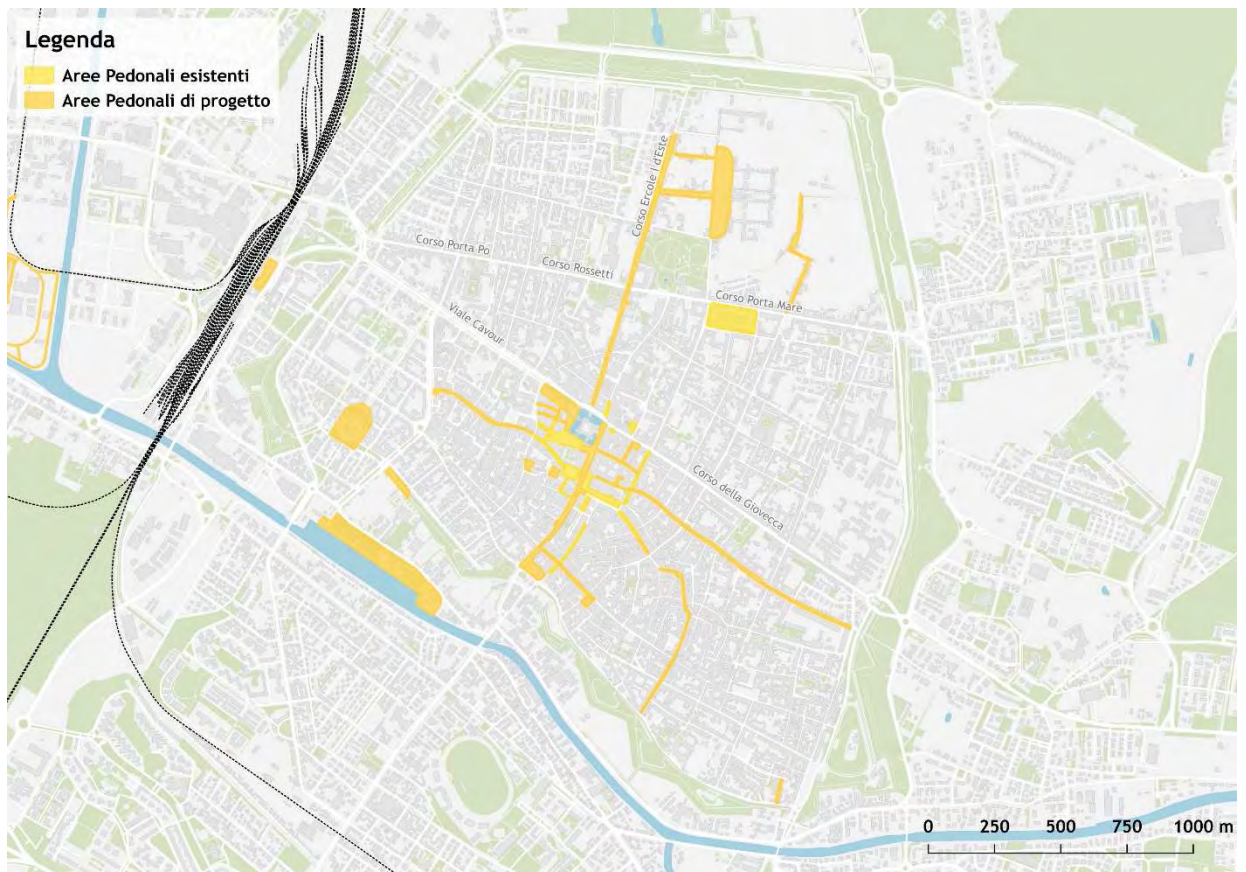 Legenda
Aree Pedonali esistenti
Aree Pedonali di progetto
Corso Ercole I d'Este
Corso Porta Po
Corso Rossetti
Corso Porta Mare
Viale Cavour
Corso della Giovecca
0 250 500 750 1000 m